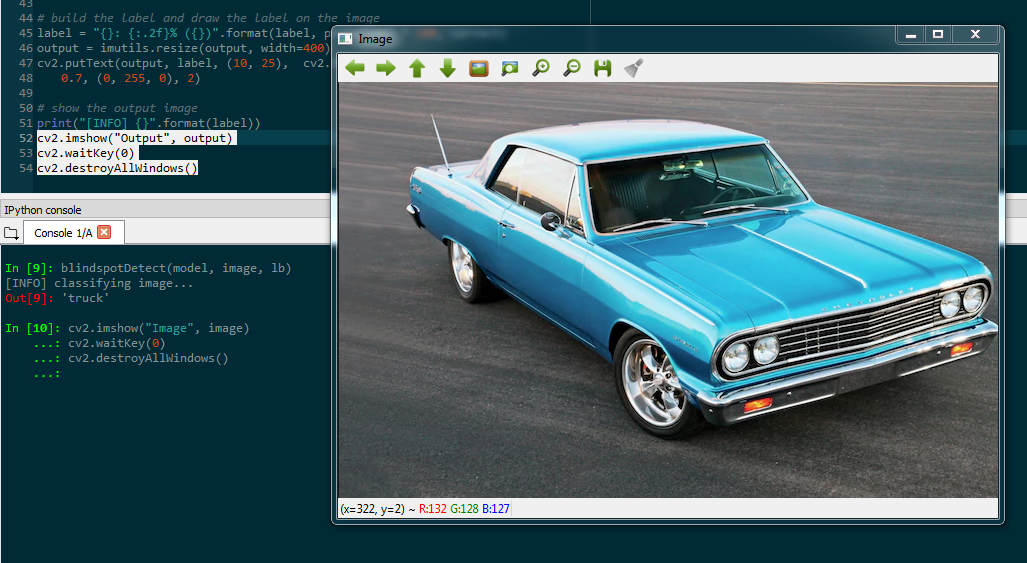 43
44 # build the label and draw the label on the image
45 label = "{}: {:.2f}% ({})".format(label, p
46 output = imutils.resize(output, width=400)
47 cv2.putText(output, label, (10, 25), cv2.
48 0.7, (0, 255, 0), 2)
49
50 # show the output image
51 print("[INFO] {}".format(label))
52 cv2.imshow("Output", output)
53 cv2.waitKey(0)
54 cv2.destroyAllWindows()
Image
CHEVROLET
IPython console
Console 1/A
In [9]: blindspotDetect(model, image, lb)
[INFO] classifying image...
Out[9]: 'truck'
In [10]: cv2.imshow("Image", image)
...: cv2.waitKey(0)
...: cv2.destroyAllWindows()
...:
(x=322, y=2) ~ R:132 G:128 B:127